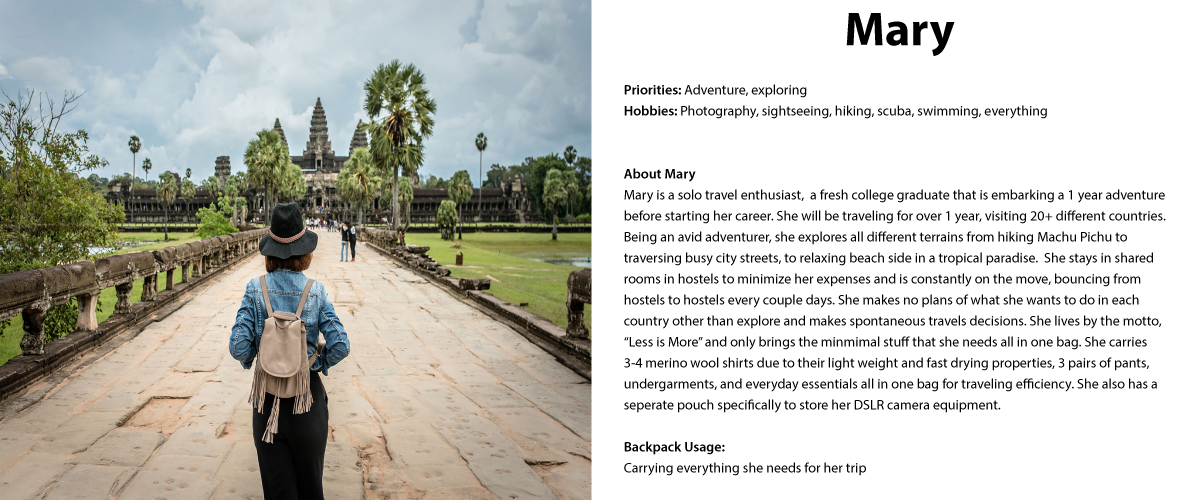 Mary
Priorities: Adventure, exploring
Hobbies: Photography, sightseeing, hiking, scuba, swimming, everything
About Mary
Mary is a solo travel enthusiast,  a fresh college graduate that is embarking a 1 year adventure
before starting her career. She will be traveling for over 1 year, visiting 20+ different countries.
Being an avid adventurer, she explores all different terrains from hiking Machu Pichu to
traversing busy city streets, to relaxing beach side in a tropical paradise.  She stays in shared
rooms in hostels to minimize her expenses and is constantly on the move, bouncing from
hostels to hostels every couple days. She makes no plans of what she wants to do in each
country other than explore and makes spontaneous travels decisions. She lives by the motto,
“Less is More” and only brings the minmimal stuff that she needs all in one bag. She carries
3-4 merino wool shirts due to their light weight and fast drying properties, 3 pairs of pants,
undergarments, and everyday essentials all in one bag for traveling efficiency. She also has a
seperate pouch specifically to store her DSLR camera equipment.
Backpack Usage:
Carrying everything she needs for her trip